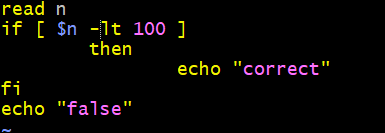 read n
if [ $n -lt 100 ]
        then
                echo "correct"
fi
echo "false"
~